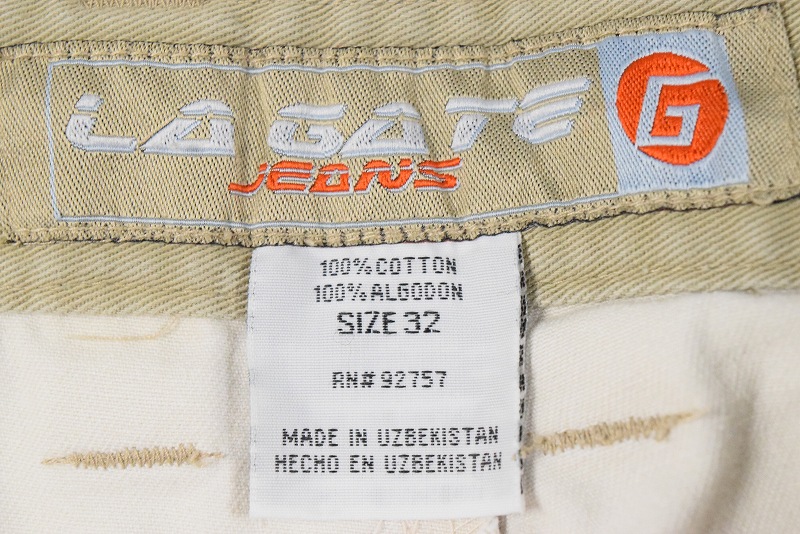 LA GATE
JEANS
G
100% COTTON
100% ALGODON
SIZE 32
RN# 92757
MADE IN UZBEKISTAN
HECHO EN UZBEKISTAN